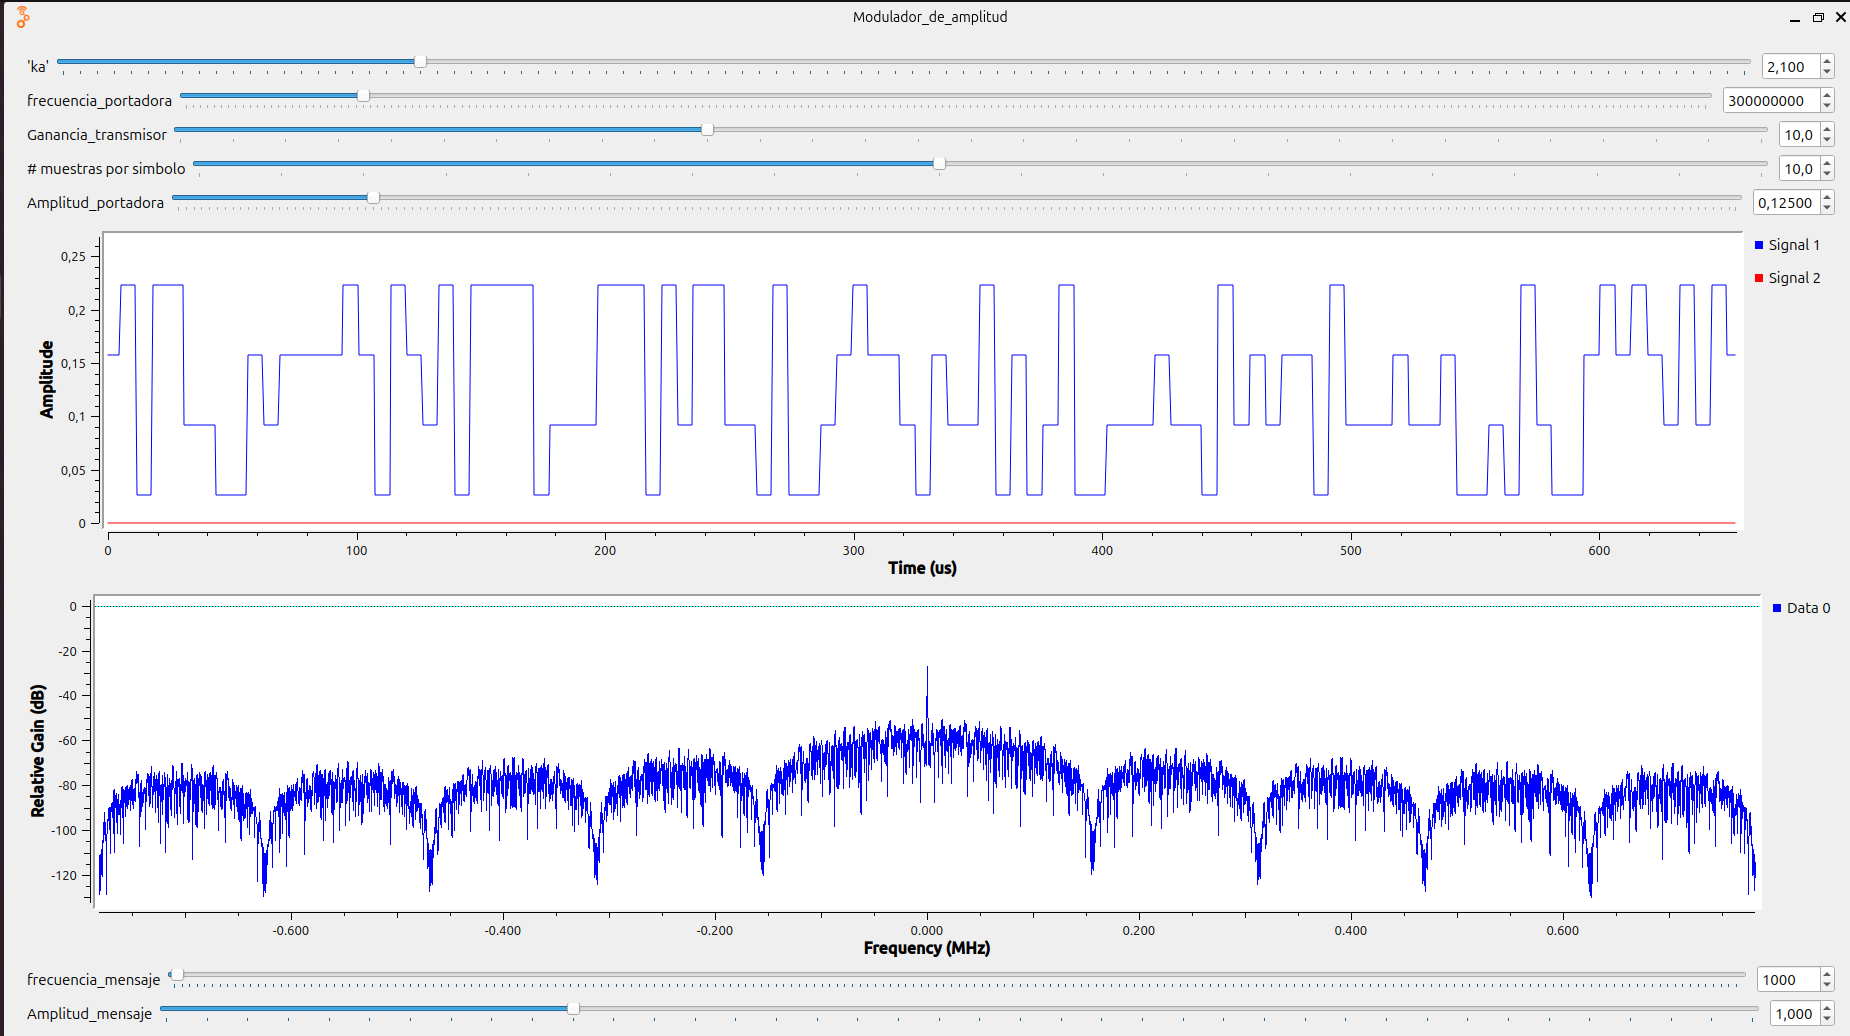 Modulador_de_amplitud
'ka' 2,100
frecuencia_portadora 300000000
Ganancia_transmisor 10,0
# muestras por simbolo 10,0
Amplitud_portadora 0,12500
Amplitude
0,25
0,2
0,15
0,1
0,05
0
Signal 1
Signal 2
0 100 200 300 400 500 600
Time (us)
Relative Gain (dB)
0
-20
-40
-60
-80
-100
-120
Data 0
-0.600 -0.400 -0.200 0.000 0.200 0.400 0.600
Frequency (MHz)
frecuencia_mensaje 1000
Amplitud_mensaje 1,000